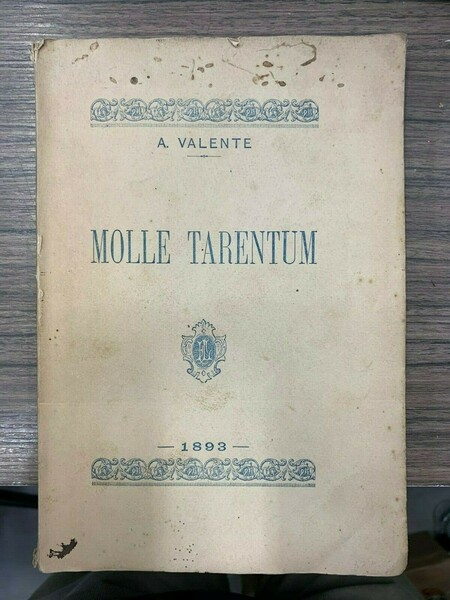 A. VALENTE
MOLLE TARENTUM
— 1893 —